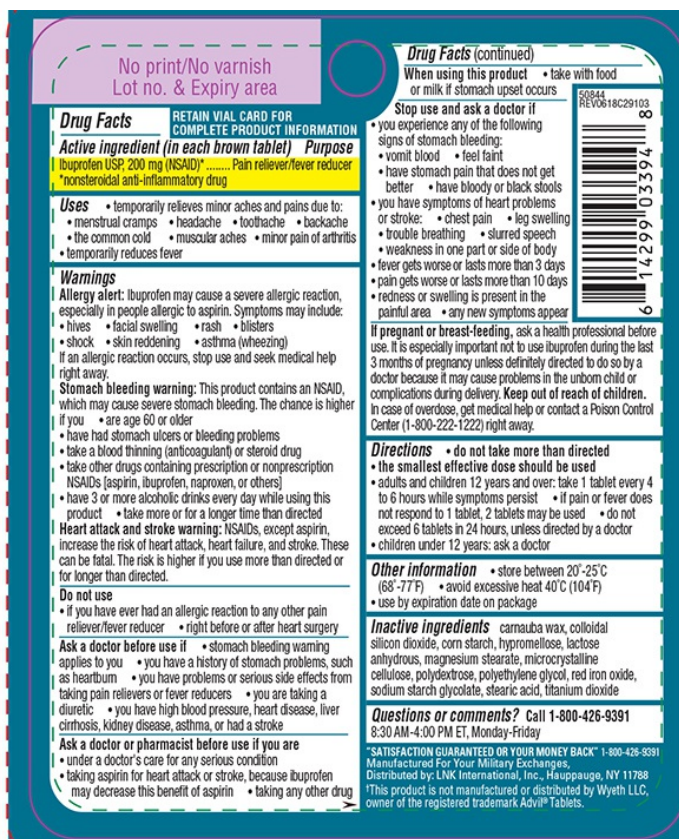 No print/No varnish
Lot no. & Expiry area
Drug Facts
RETAIN VIAL CARD FOR
COMPLETE PRODUCT INFORMATION
Active ingredient (in each brown tablet) Purpose
Ibuprofen USP, 200 mg (NSAID)* ........ Pain reliever/fever reducer
*nonsteroidal anti-inflammatory drug
Uses • temporarily relieves minor aches and pains due to:
• menstrual cramps • headache • toothache • backache
• the common cold • muscular aches • minor pain of arthritis
• temporarily reduces fever
Warnings
Allergy alert: Ibuprofen may cause a severe allergic reaction,
especially in people allergic to aspirin. Symptoms may include:
• hives • facial swelling • rash • blisters
• shock • skin reddening • asthma (wheezing)
If an allergic reaction occurs, stop use and seek medical help
right away.
Stomach bleeding warning: This product contains an NSAID,
which may cause severe stomach bleeding. The chance is higher
if you • are age 60 or older
• have had stomach ulcers or bleeding problems
• take a blood thinning (anticoagulant) or steroid drug
• take other drugs containing prescription or nonprescription
NSAIDs [aspirin, ibuprofen, naproxen, or others]
• have 3 or more alcoholic drinks every day while using this
product • take more or for a longer time than directed
Heart attack and stroke warning: NSAIDs, except aspirin,
increase the risk of heart attack, heart failure, and stroke. These
can be fatal. The risk is higher if you use more than directed or
for longer than directed.
Do not use
• if you have ever had an allergic reaction to any other pain
reliever/fever reducer • right before or after heart surgery
Ask a doctor before use if • stomach bleeding warning
applies to you • you have a history of stomach problems, such
as heartburn • you have problems or serious side effects from
taking pain relievers or fever reducers • you are taking a
diuretic • you have high blood pressure, heart disease, liver
cirrhosis, kidney disease, asthma, or had a stroke
Ask a doctor or pharmacist before use if you are
• under a doctor's care for any serious condition
• taking aspirin for heart attack or stroke, because ibuprofen
may decrease this benefit of aspirin • taking any other drug
Drug Facts (continued)
When using this product • take with food
or milk if stomach upset occurs
Stop use and ask a doctor if
• you experience any of the following
signs of stomach bleeding:
• vomit blood • feel faint
• have stomach pain that does not get
better • have bloody or black stools
• you have symptoms of heart problems
or stroke: • chest pain • leg swelling
• trouble breathing • slurred speech
• weakness in one part or side of body
• fever gets worse or lasts more than 3 days
• pain gets worse or lasts more than 10 days
• redness or swelling is present in the
painful area • any new symptoms appear
50844
REV0618C29103
6 14299 03394 8
If pregnant or breast-feeding, ask a health professional before
use. It is especially important not to use ibuprofen during the last
3 months of pregnancy unless definitely directed to do so by a
doctor because it may cause problems in the unborn child or
complications during delivery. Keep out of reach of children.
In case of overdose, get medical help or contact a Poison Control
Center (1-800-222-1222) right away.
Directions • do not take more than directed
• the smallest effective dose should be used
• adults and children 12 years and over: take 1 tablet every 4
to 6 hours while symptoms persist • if pain or fever does
not respond to 1 tablet, 2 tablets may be used • do not
exceed 6 tablets in 24 hours, unless directed by a doctor
• children under 12 years: ask a doctor
Other information • store between 20°-25°C
(68°-77°F) • avoid excessive heat 40°C (104°F)
• use by expiration date on package
Inactive ingredients carnauba wax, colloidal
silicon dioxide, corn starch, hypromellose, lactose
anhydrous, magnesium stearate, microcrystalline
cellulose, polydextrose, polyethylene glycol, red iron oxide,
sodium starch glycolate, stearic acid, titanium dioxide
Questions or comments? Call 1-800-426-9391
8:30 AM-4:00 PM ET, Monday-Friday
"SATISFACTION GUARANTEED OR YOUR MONEY BACK" 1-800-426-9391
Manufactured For Your Military Exchanges,
Distributed by: LNK International, Inc., Hauppauge, NY 11788
†This product is not manufactured or distributed by Wyeth LLC,
owner of the registered trademark Advil® Tablets.